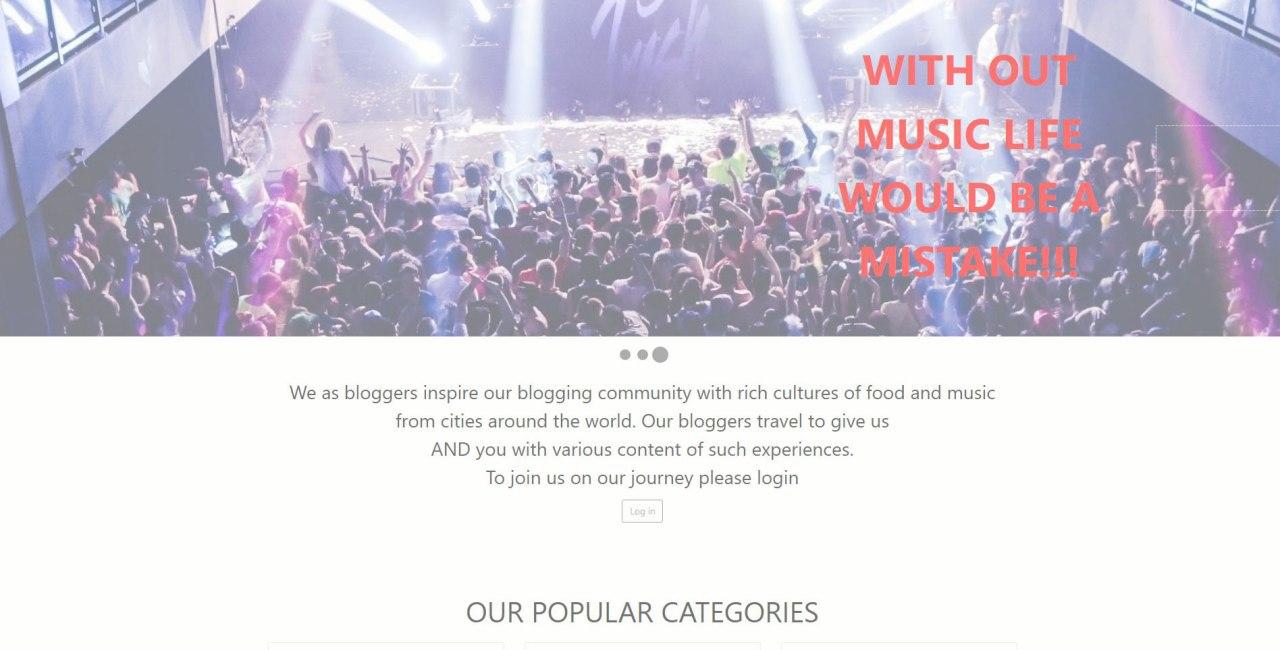 WITH OUT
MUSIC LIFE
WOULD BE A
MISTAKE!!!
We as bloggers inspire our blogging community with rich cultures of food and music
from cities around the world. Our bloggers travel to give us
AND you with various content of such experiences.
To join us on our journey please login
Log in
OUR POPULAR CATEGORIES